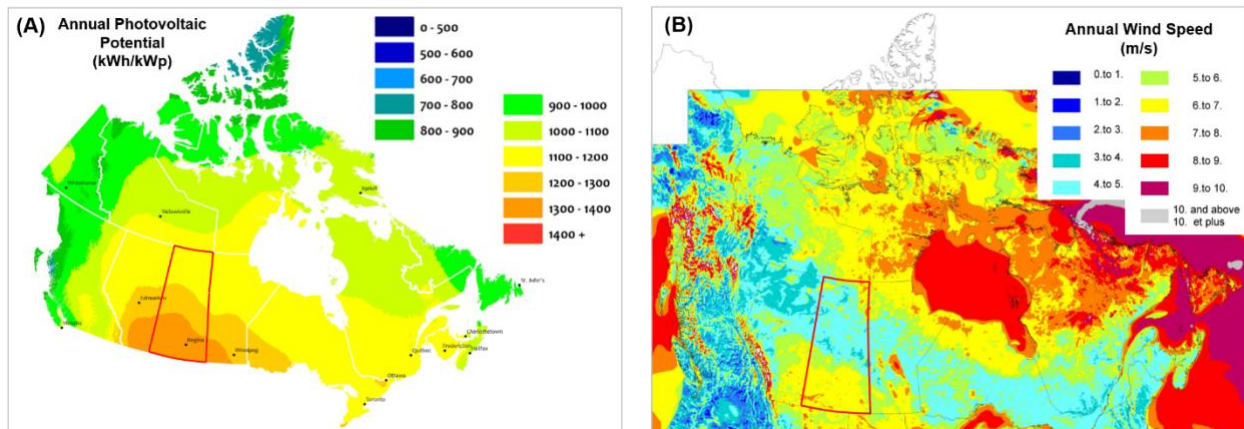 (A)
Annual Photovoltaic
Potential
(kWh/kWp)
0 - 500
500 - 600
600 - 700
700 - 800
800 - 900
900 - 1000
1000 - 1100
1100 - 1200
1200 - 1300
1300 - 1400
1400 +
Whitehorse
Yellowknife
Iqaluit
St. John's
Edmonton
Regina
Winnipeg
Victoria
Charlottetown
Fredericton
Halifax
Québec
Ottawa
Toronto
(B)
Annual Wind Speed
(m/s)
0.to 1.
1.to 2.
2.to 3.
3.to 4.
4.to 5.
5.to 6.
6.to 7.
7.to 8.
8.to 9.
9.to 10.
10. and above
10. et plus